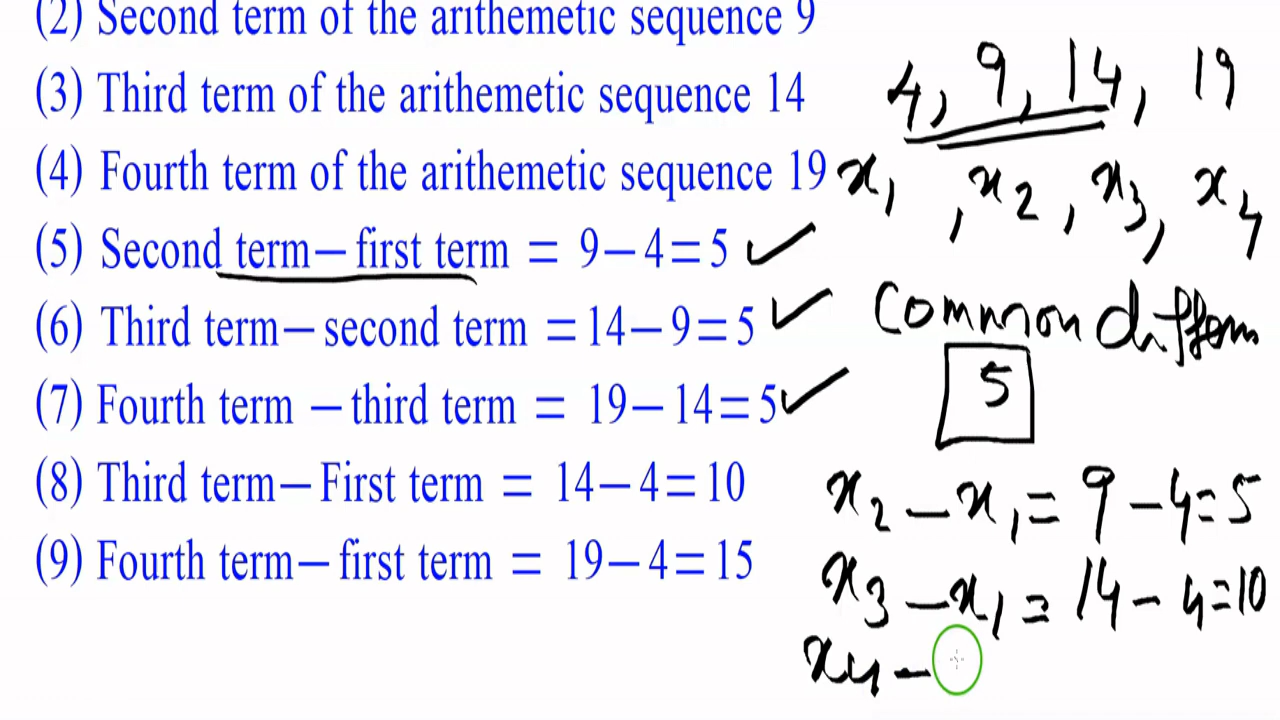 (2) Second term of the arithemetic sequence 9
(3) Third term of the arithemetic sequence 14
(4) Fourth term of the arithemetic sequence 19
(5) Second term – first term = 9 – 4 = 5
(6) Third term – second term = 14 – 9 = 5
(7) Fourth term – third term = 19 – 14 = 5
(8) Third term – First term = 14 – 4 = 10
(9) Fourth term – first term = 19 – 4 = 15
4, 9, 14, 19
x1, x2, x3, x4
Common
5
x2 – x1 = 9 – 4 = 5
x3 – x1 = 14 – 4 = 10
x4 –